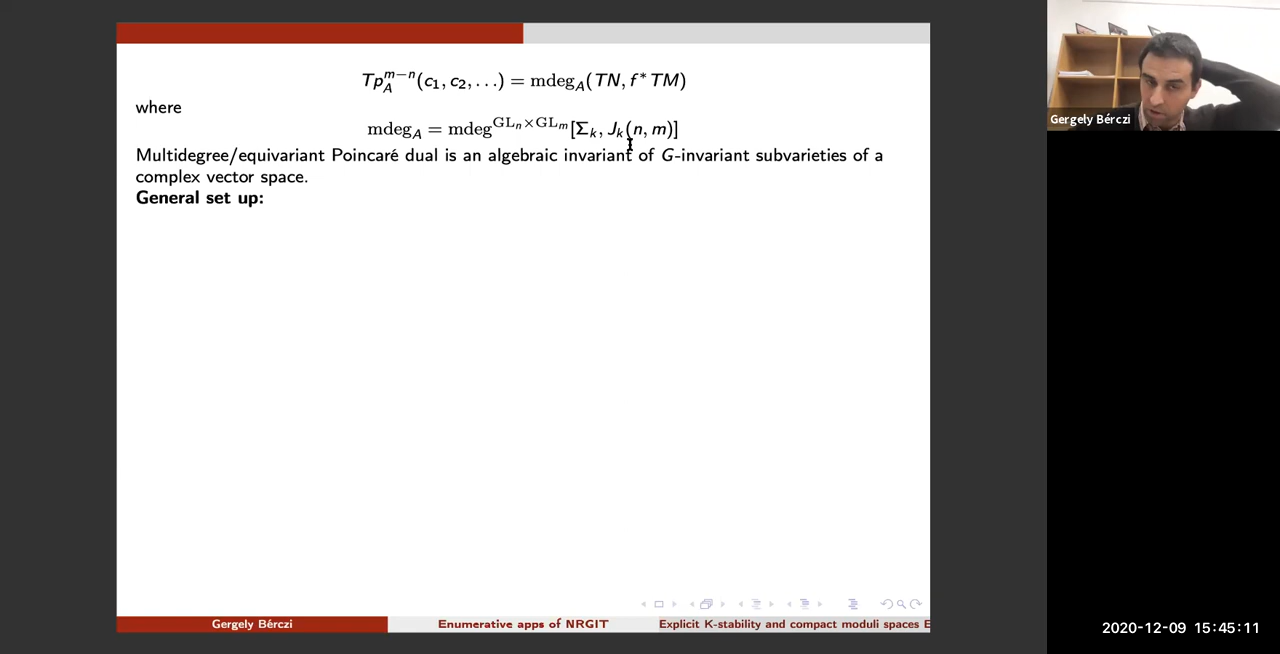 Tp_A^{m−n}(c_1, c_2, . . .) = mdeg_A(TN, f*TM)
where
mdeg_A = mdeg^{GL_n×GL_m}[Σ_k, J_k(n, m)]
Multidegree/equivariant Poincaré dual is an algebraic invariant of G-invariant subvarieties of a
complex vector space.
General set up:
Gergely Bérczi
Gergely Bérczi Enumerative apps of NRGIT Explicit K-stability and compact moduli spaces E
2020-12-09 15:45:11